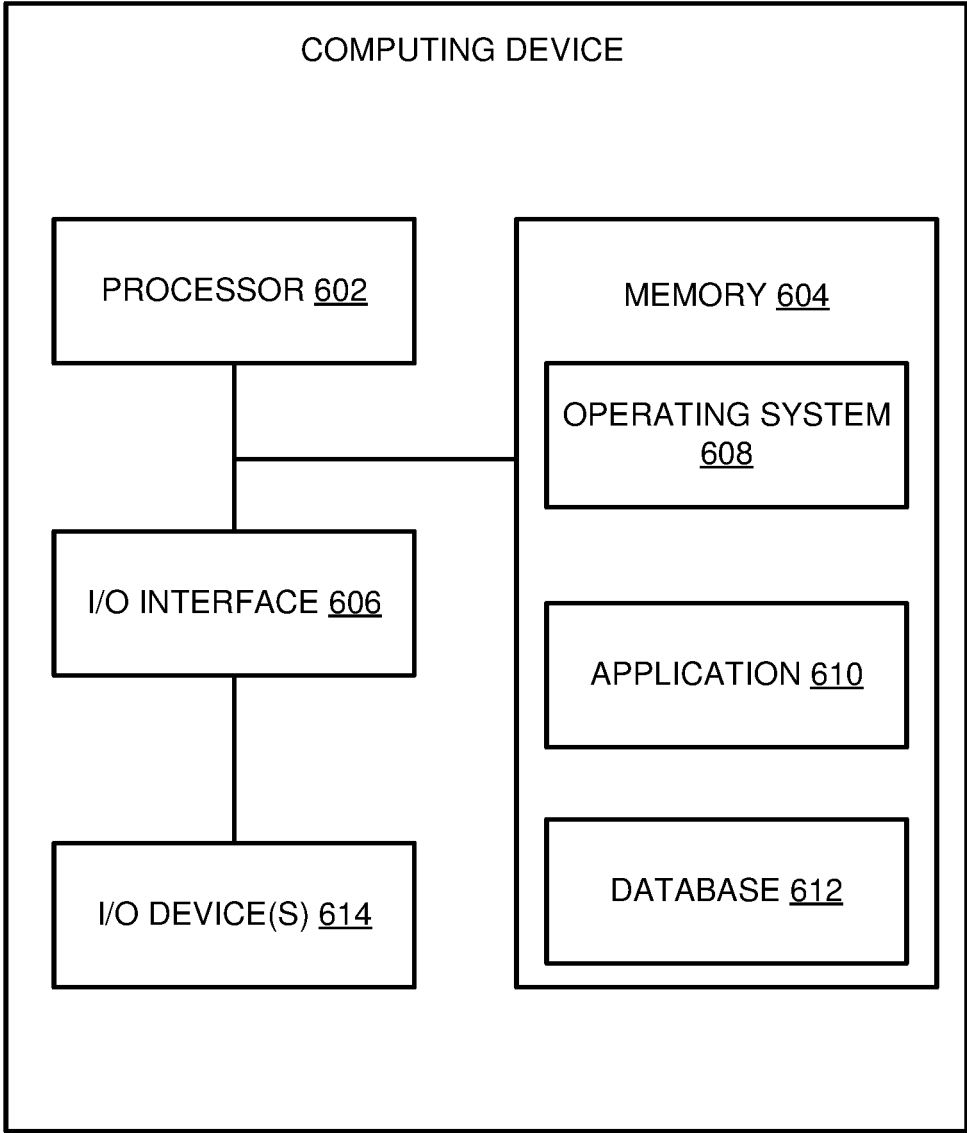 COMPUTING DEVICE
PROCESSOR 602
MEMORY 604
OPERATING SYSTEM
608
I/O INTERFACE 606
APPLICATION 610
I/O DEVICE(S) 614
DATABASE 612